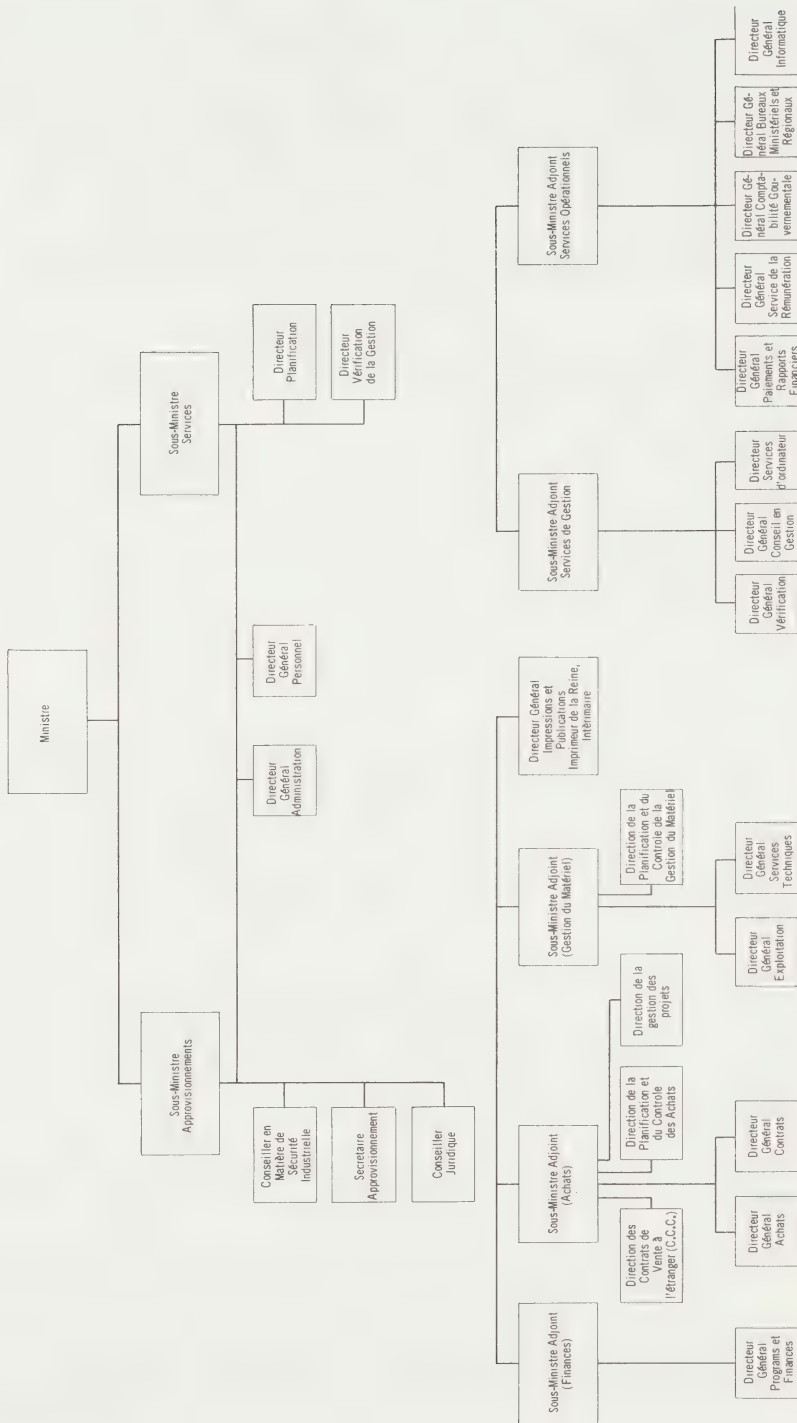 Ministre
Sous-Ministre
Approvisionnements
Sous-Ministre
Services
Conseiller en
Matière de
Sécurité
Industrielle
Secretaire
Approvisionnement
Conseiller
Juridique
Directeur
Général
Administration
Directeur
Général
Personnel
Directeur
Planification
Directeur
Vérification
de la Gestion
Sous-Ministre Adjoint
(Finances)
Sous-Ministre Adjoint
(Achats)
Sous-Ministre Adjoint
(Gestion du Matériel)
Directeur Général
Impressions et
Publications
Imprimeur de la Reine,
Intérimaire
Sous-Ministre Adjoint
Services de Gestion
Sous-Ministre Adjoint
Services Opérationnels
Direction des
Contrats de
Vente à
l'étranger (C.C.C.)
Direction de la
Planification et
du Controle
des Achats
Direction de la
gestion des
projets
Direction de la
Planification et du
Controle de la
Gestion du Matériel
Directeur
Général
Programs et
Finances
Directeur
Général
Achats
Directeur
Général
Contrats
Directeur
Général
Exploitation
Directeur
Général
Services
Techniques
Directeur
Général
Vérification
Directeur
Général
Conseil en
Gestion
Directeur
Services
d'ordinateur
Directeur
Général
Paiements et
Rapports
Financiers
Directeur
Général
Service de la
Rémunération
Directeur Gé-
néral Compta-
bilité Gou-
vernementale
Directeur Gé-
néral Bureaux
Ministériels et
Régionaux
Directeur
Général
Informatique